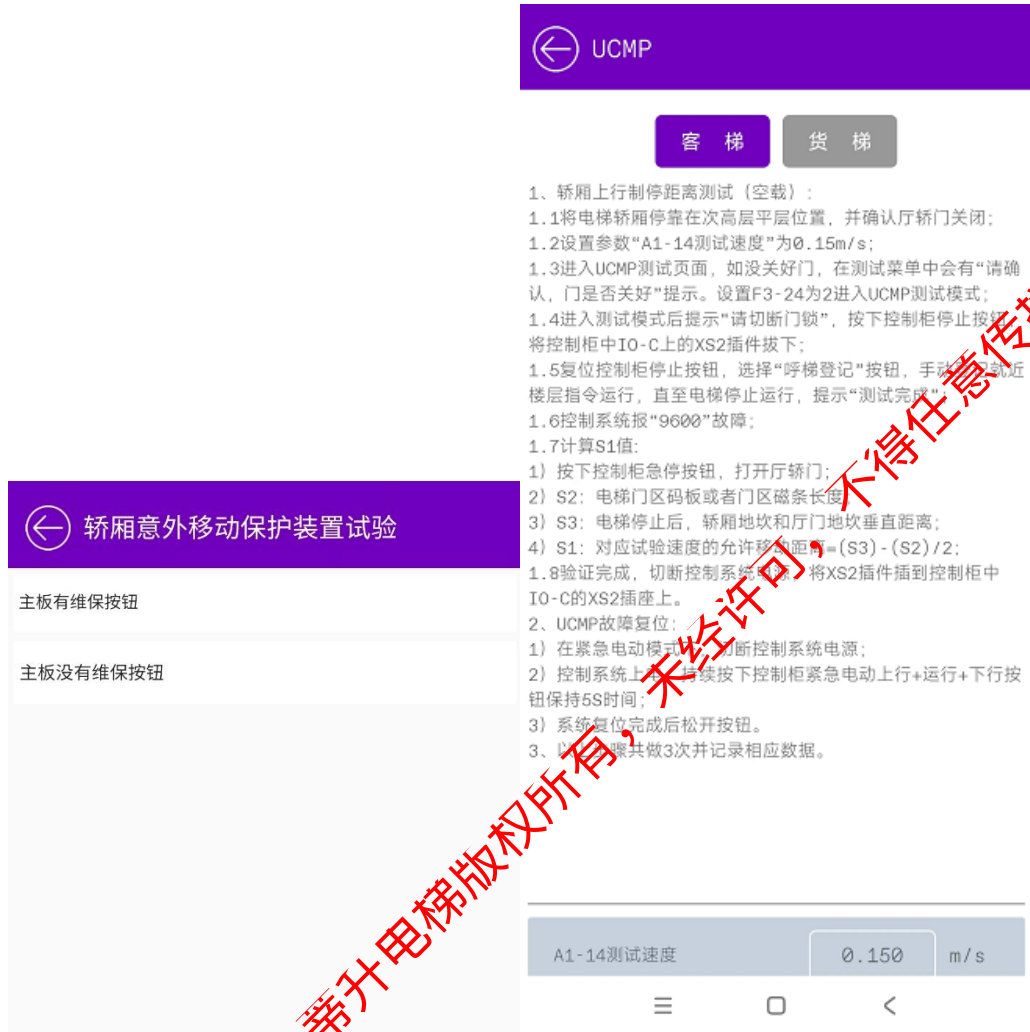 轿厢意外移动保护装置试验
主板有维保按钮
主板没有维保按钮
UCMP
客 梯
货 梯
1、轿厢上行制停距离测试（空载）：
1.1将电梯轿厢停靠在次高层平层位置，并确认厅轿门关闭；
1.2设置参数“A1-14测试速度”为0.15m/s；
1.3进入UCMP测试页面，如没关好门，在测试菜单中会有“请确
认，门是否关好”提示。设置F3-24为2进入UCMP测试模式；
1.4进入测试模式后提示“请切断门锁”，按下控制柜停止按钮
将控制柜中IO-C上的XS2插件拔下；
1.5复位控制柜停止按钮，选择“呼梯登记”按钮，手动登记就近
楼层指令运行，直至电梯停止运行，提示“测试完成”；
1.6控制系统报“9600”故障；
1.7计算S1值：
1）按下控制柜急停按钮，打开厅轿门；
2）S2：电梯门区码板或者门区磁条长度；
3）S3：电梯停止后，轿厢地坎和厅门地坎垂直距离；
4）S1：对应试验速度的允许移动距离=(S3)-(S2)/2；
1.8验证完成，切断控制系统电源，将XS2插件插到控制柜中
IO-C的XS2插座上。
2、UCMP故障复位：
1）在紧急电动模式下，切断控制系统电源；
2）控制系统上电，持续按下控制柜紧急电动上行+运行+下行按
钮保持5S时间；
3）系统复位完成后松开按钮。
3、以上步骤共做3次并记录相应数据。
A1-14测试速度
0.150
m/s
蒂升电梯版权所有，未经许可，不得任意传